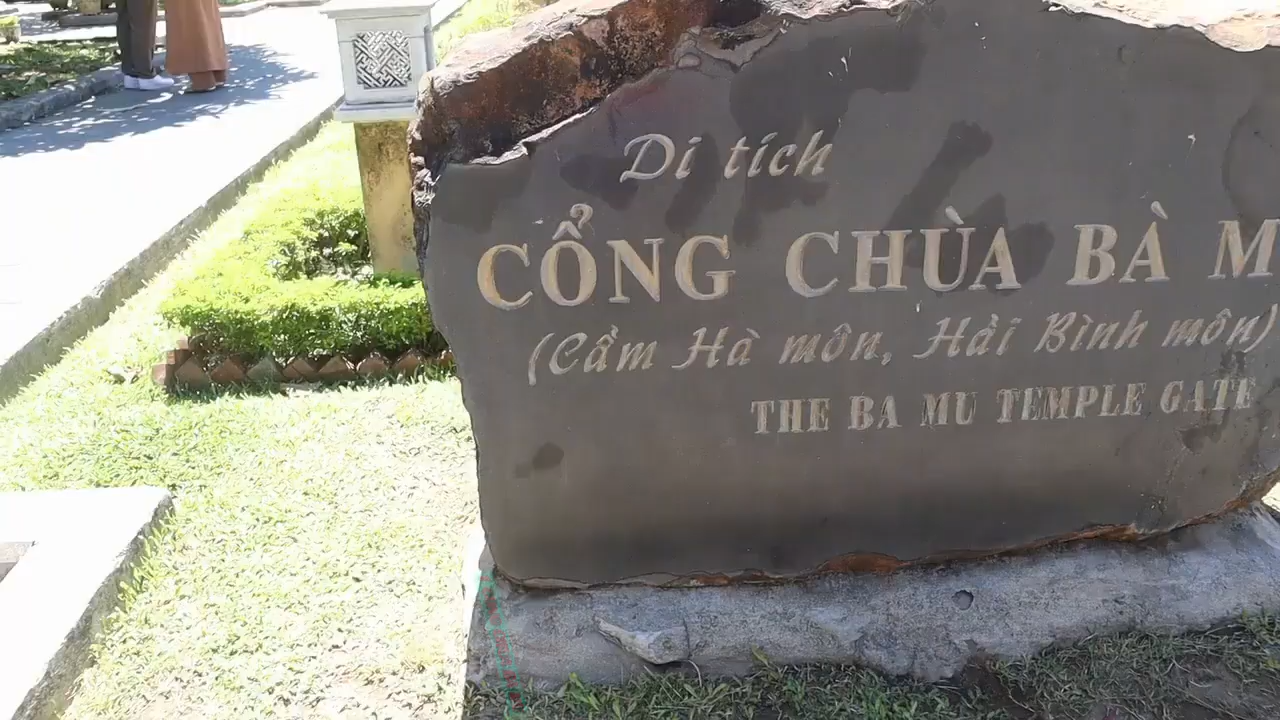 Di tích
CỔNG CHÙA BÀ M
(Cẩm Hà môn, Hải Bình môn)
THE BA MU TEMPLE GATE